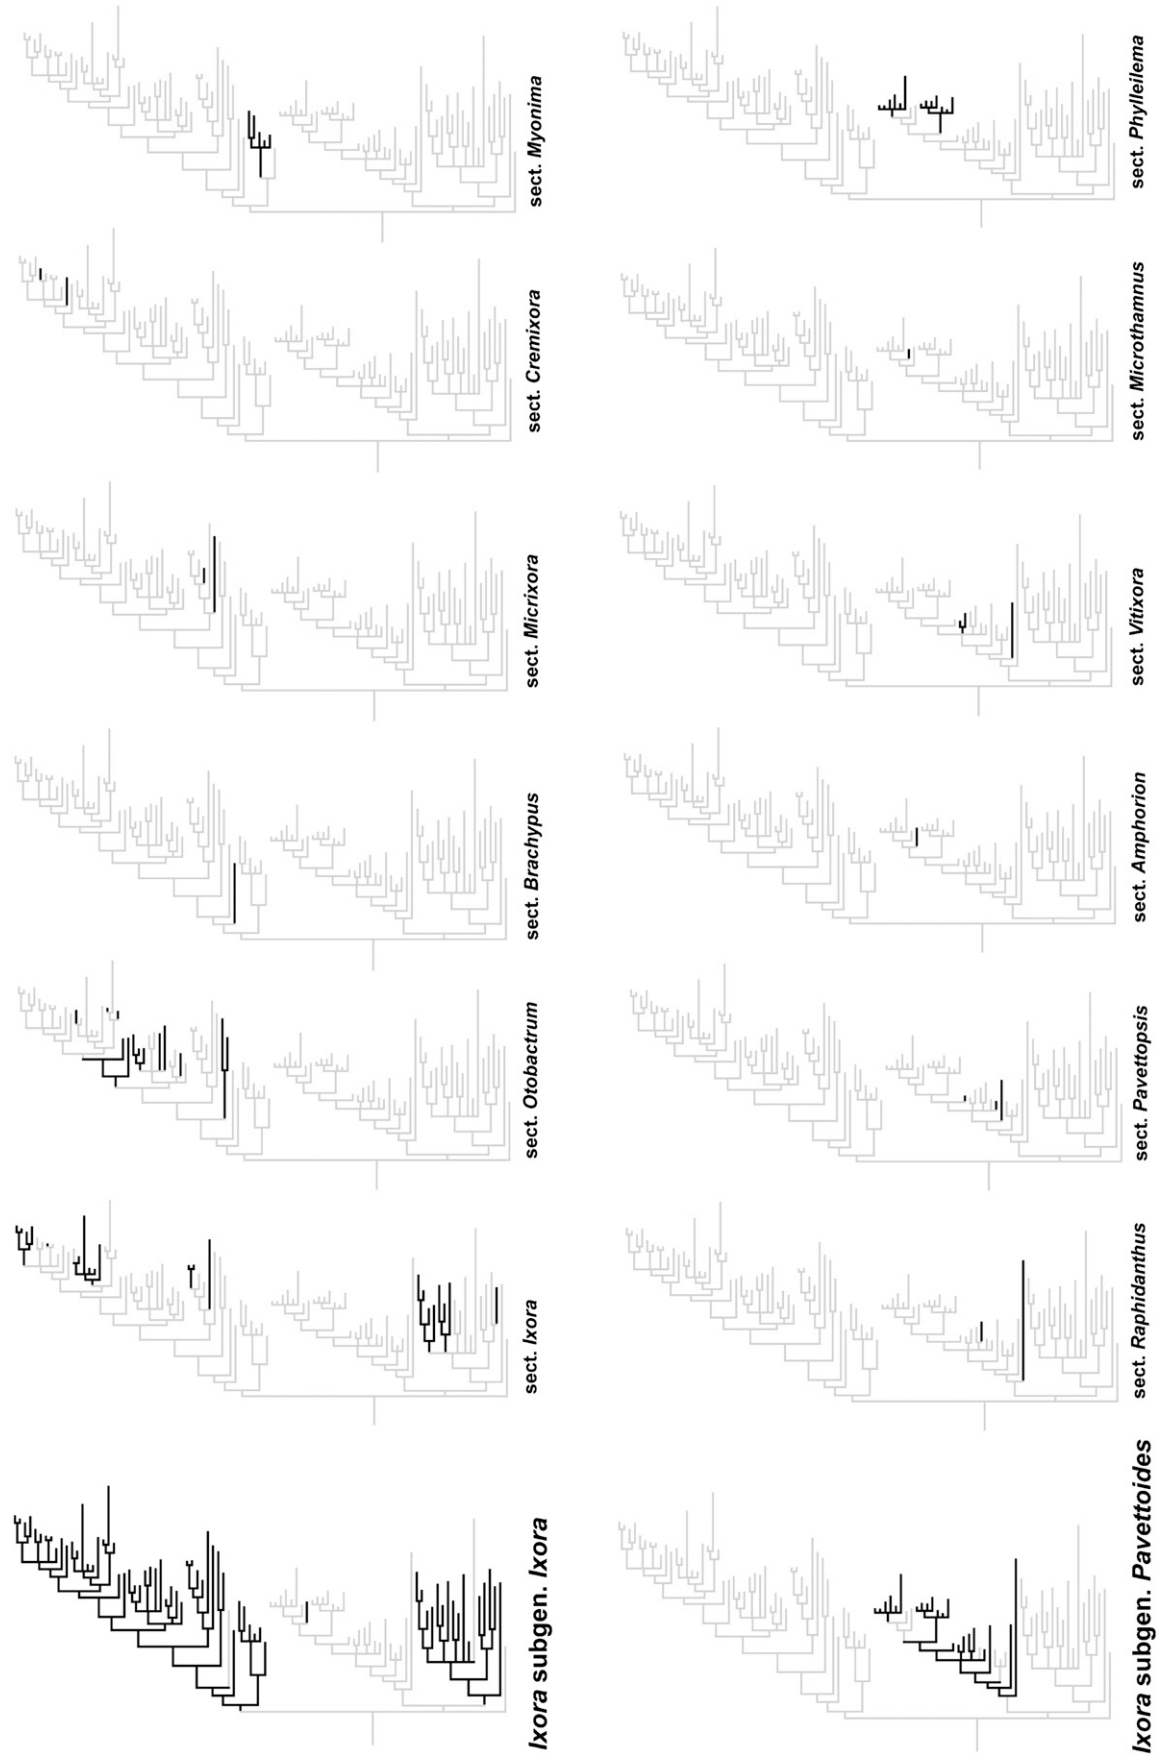 Ixora subgen. Ixora
sect. Ixora
sect. Otobactrum
sect. Brachypus
sect. Micrixora
sect. Cremixora
sect. Myonima
Ixora subgen. Pavettoides
sect. Raphidanthus
sect. Pavettopsis
sect. Amphorion
sect. Vitixora
sect. Microthamnus
sect. Phylleilema